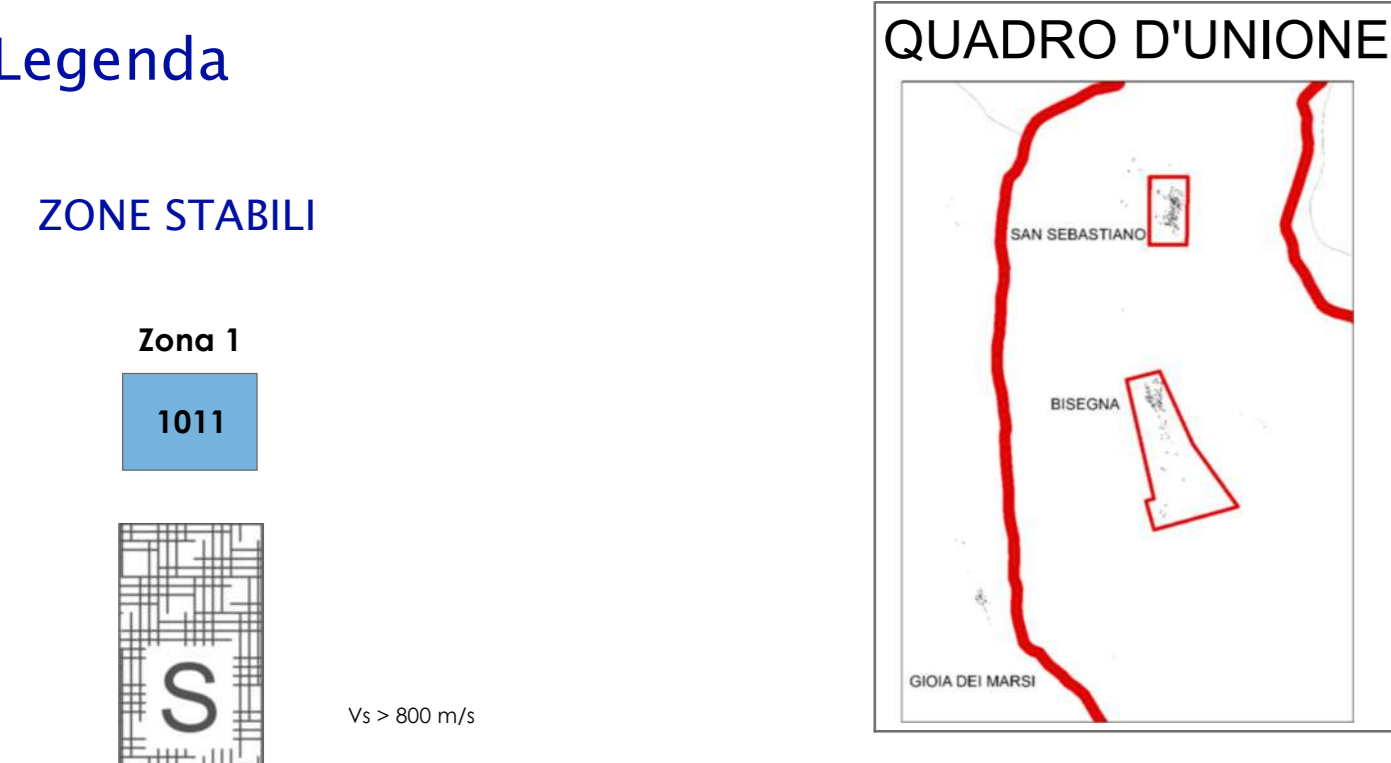 Legenda
ZONE STABILI
Zona 1
1011
S
Vs > 800 m/s
QUADRO D'UNIONE
SAN SEBASTIANO
BISEGNA
GIOIA DEI MARSI